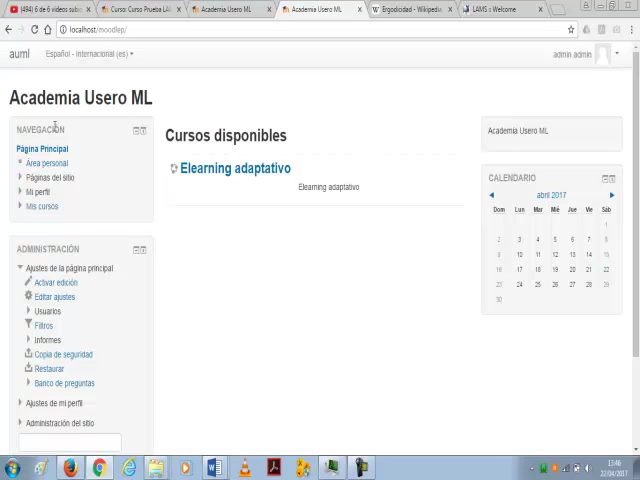 (494) 6 de 6 vídeos subid
Curso: Curso Prueba LAM
Academia Usero ML
Academia Usero ML
Ergodicidad - Wikipedi
LAMS :: Welcome
localhost/moodlep/
auml
Español - internacional (es)
admin admin
Academia Usero ML
NAVEGACIÓN
Página Principal
Área personal
Páginas del sitio
Mi perfil
Mis cursos
Cursos disponibles
Elearning adaptativo
Elearning adaptativo
Academia Usero ML
CALENDARIO
abril 2017
Dom Lun Mar Mié Jue Vie Sáb
1
2 3 4 5 6 7 8
9 10 11 12 13 14 15
16 17 18 19 20 21 22
23 24 25 26 27 28 29
30
ADMINISTRACIÓN
Ajustes de la página principal
Activar edición
Editar ajustes
Usuarios
Filtros
Informes
Copia de seguridad
Restaurar
Banco de preguntas
Ajustes de mi perfil
Administración del sitio
13:46
22/04/2017